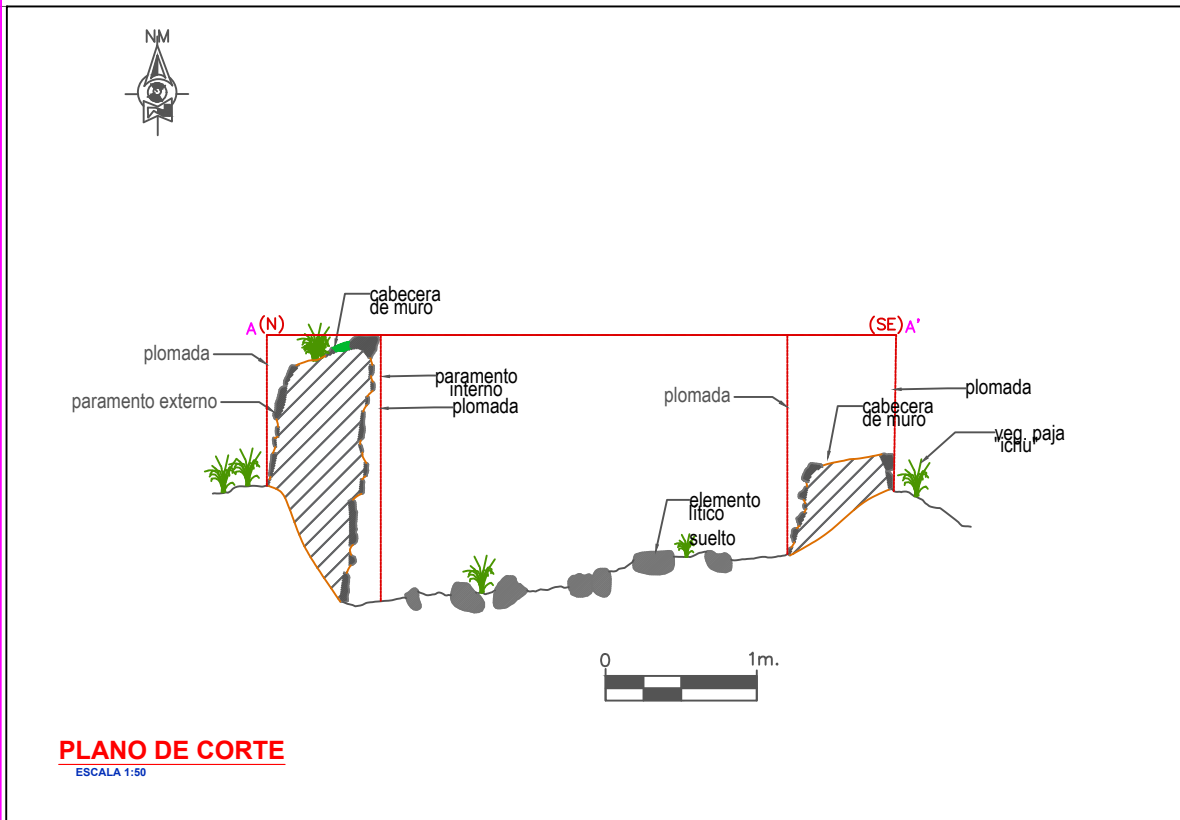 NM
cabecera
de muro
A (N)
(SE) A'
plomada
paramento
interno
plomada
paramento externo
plomada
plomada
cabecera
de muro
veg. paja
"ichu"
elemento
lítico
suelto
0
1m.
PLANO DE CORTE
ESCALA 1:50